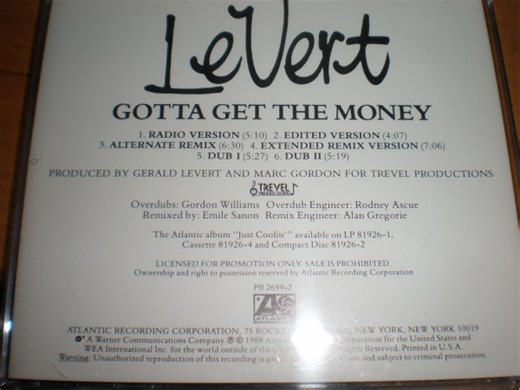 LeVert
GOTTA GET THE MONEY
1. RADIO VERSION (5:10) 2. EDITED VERSION (4:07)
3. ALTERNATE REMIX (6:30) 4. EXTENDED REMIX VERSION (7:06)
5. DUB I (5:27) 6. DUB II (5:19)
PRODUCED BY GERALD LEVERT AND MARC GORDON FOR TREVEL PRODUCTIONS
TREVEL
PRODUCTIONS
Overdubs: Gordon Williams Overdub Engineer: Rodney Ascue
Remixed by: Emile Sanon Remix Engineer: Alan Gregorie
The Atlantic album "Just Coolin'" available on LP 81926-1,
Cassette 81926-4 and Compact Disc 81926-2
LICENSED FOR PROMOTION ONLY. SALE IS PROHIBITED.
Ownership and right to possession reserved by Atlantic Recording Corporation
PR 2699-2
ATLANTIC
ATLANTIC RECORDING CORPORATION, 75 ROCKE NEW YORK, NEW YORK 10019
A Warner Communications Company ℗ © 1988 Atlantic Corporation for the United States and
WEA International Inc. for the world outside of the Rights Reserved. Printed in U.S.A.
Warning: Unauthorized reproduction of this recording is and subject to criminal prosecution.